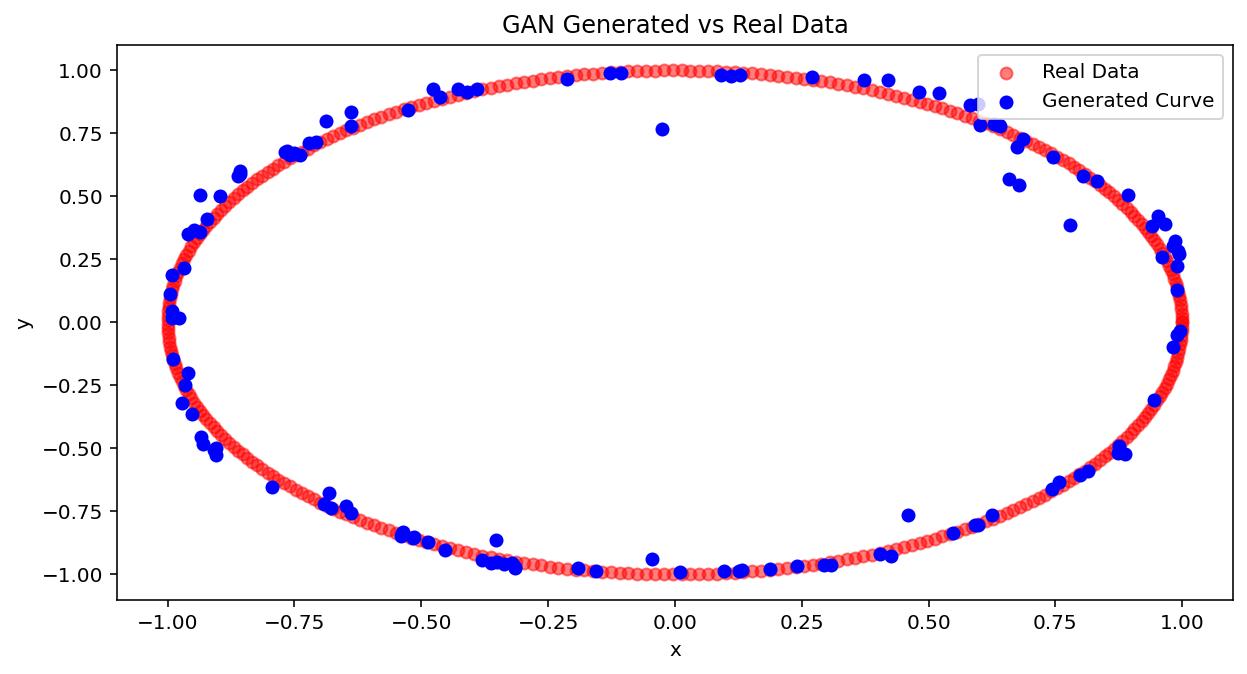 GAN Generated vs Real Data
Real Data
Generated Curve
1.00
0.75
0.50
0.25
0.00
−0.25
−0.50
−0.75
−1.00
y
−1.00 −0.75 −0.50 −0.25 0.00 0.25 0.50 0.75 1.00
x